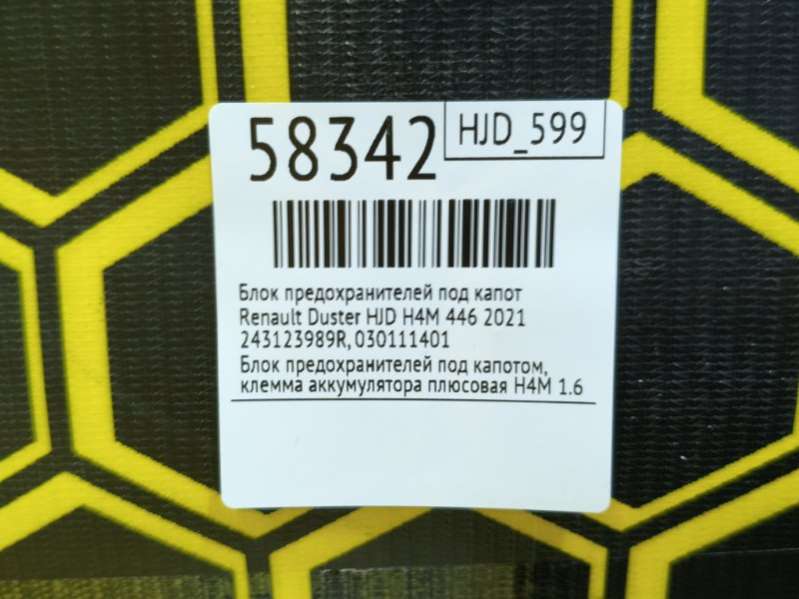 58342
HJD_599
Блок предохранителей под капот
Renault Duster HJD H4M 446 2021
243123989R, 030111401
Блок предохранителей под капотом,
клемма аккумулятора плюсовая H4M 1.6